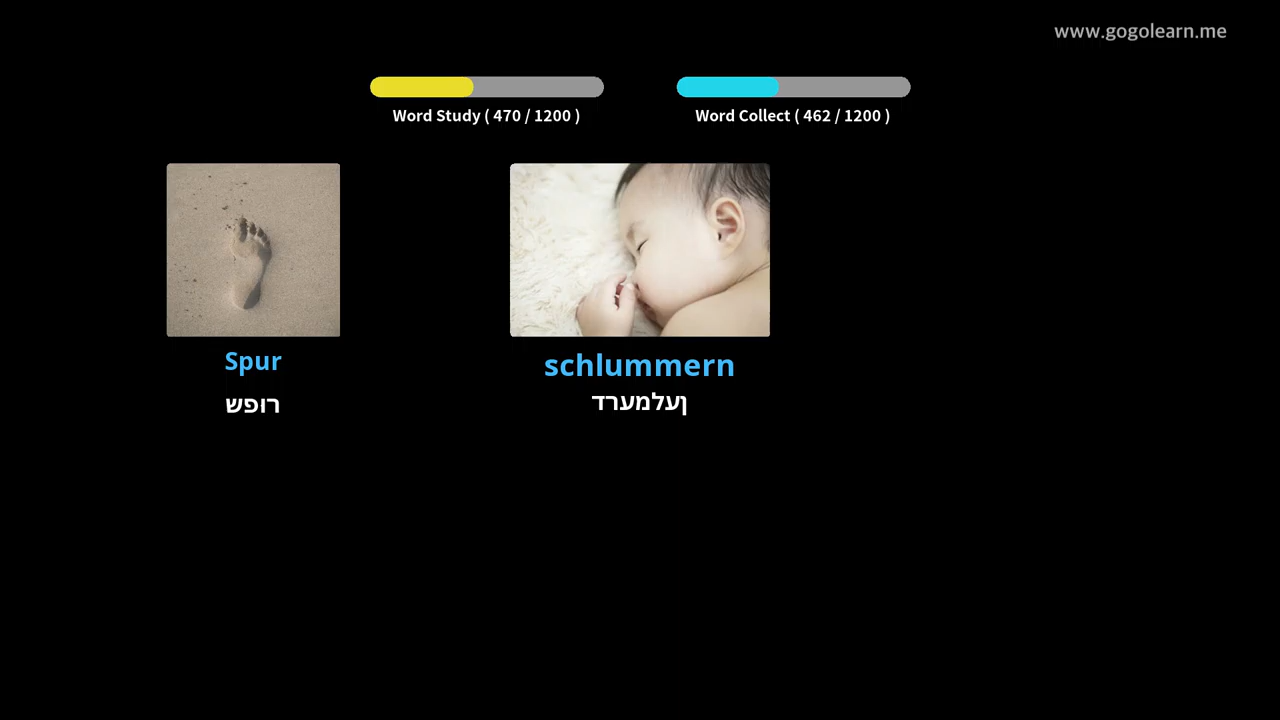 www.gogolearn.me
Word Study ( 470 / 1200 )
Word Collect ( 462 / 1200 )
Spur
רופש
schlummern
ןעלמערד